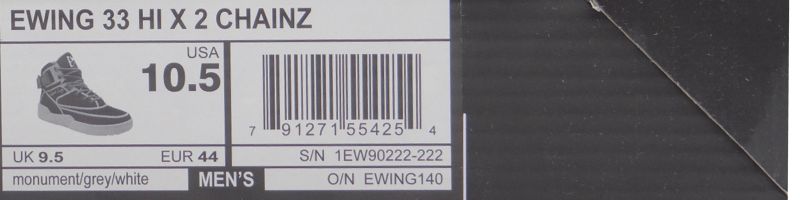 EWING 33 HI X 2 CHAINZ
USA
10.5
7 91271 55425 4
UK 9.5 EUR 44 S/N 1EW90222-222
monument/grey/white MEN'S O/N EWING140